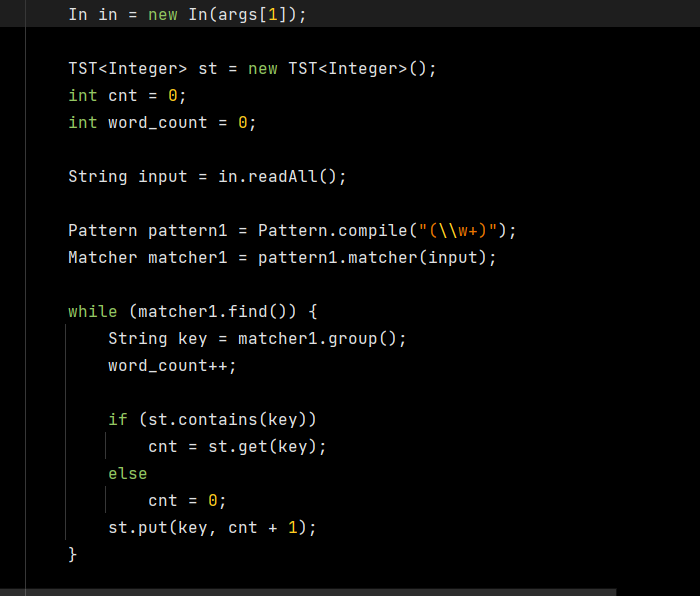 In in = new In(args[1]);
TST<Integer> st = new TST<Integer>();
int cnt = 0;
int word_count = 0;
String input = in.readAll();
Pattern pattern1 = Pattern.compile("(\\w+)");
Matcher matcher1 = pattern1.matcher(input);
while (matcher1.find()) {
String key = matcher1.group();
word_count++;
if (st.contains(key))
cnt = st.get(key);
else
cnt = 0;
st.put(key, cnt + 1);
}